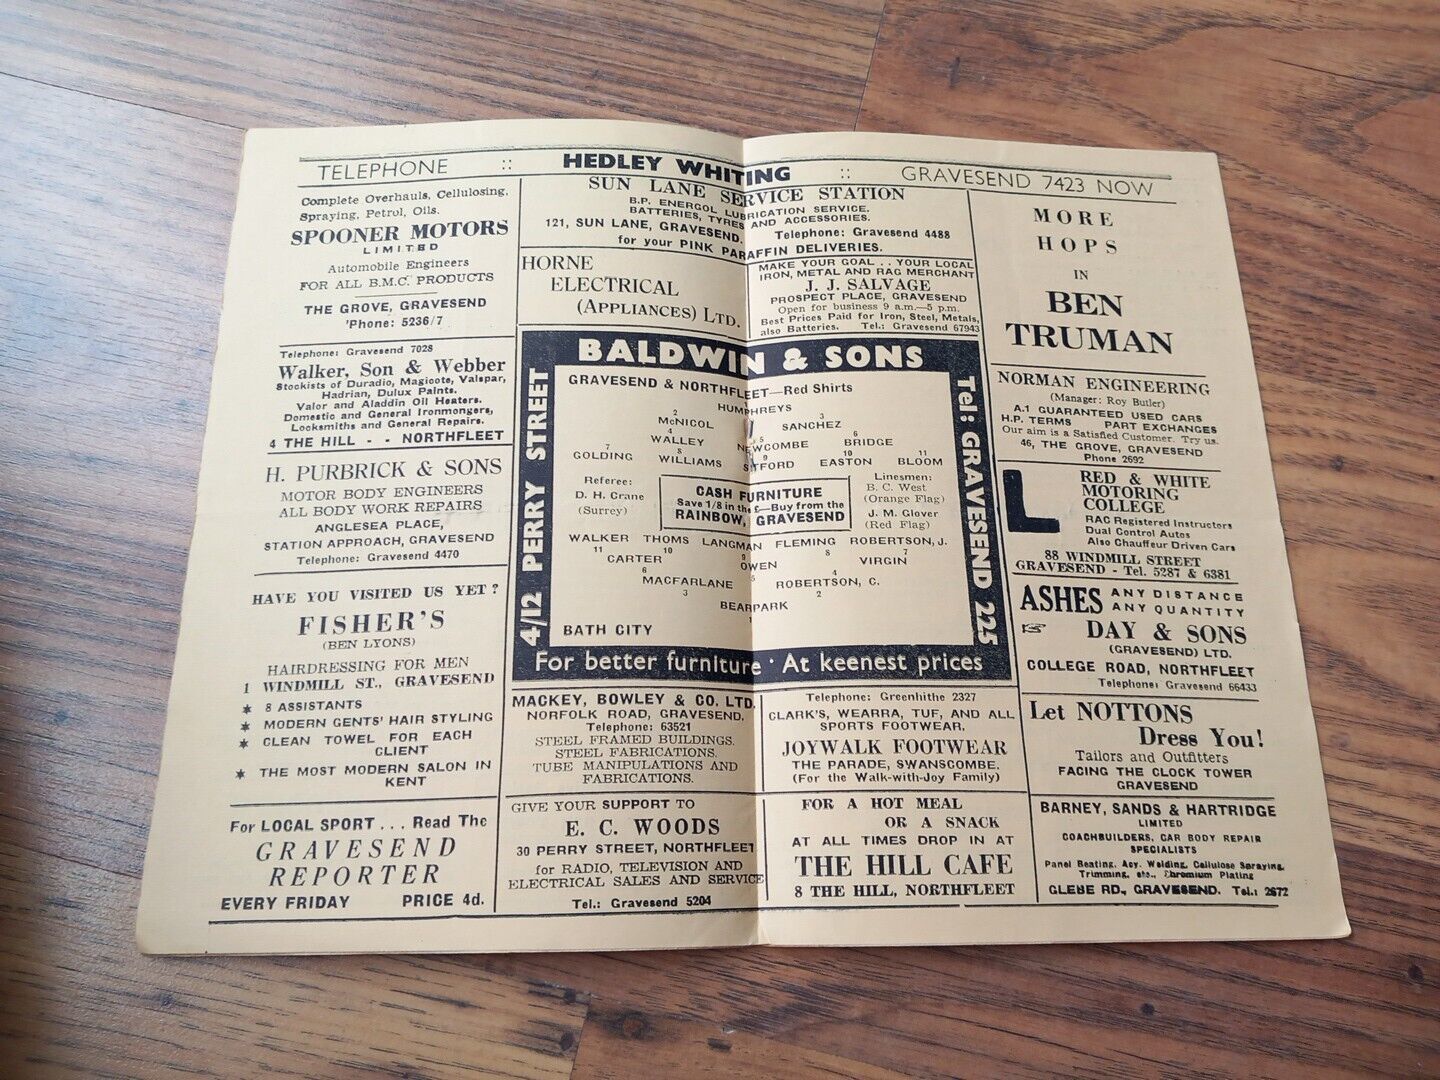 TELEPHONE :: HEDLEY WHITING :: GRAVESEND 7423 NOW
Complete Overhauls, Cellulosing,
Spraying, Petrol, Oils.
SPOONER MOTORS
LIMITED
Automobile Engineers
FOR ALL B.M.C. PRODUCTS
THE GROVE, GRAVESEND
'Phone: 5236/7
Telephone: Gravesend 7028
Walker, Son & Webber
Stockists of Duradio, Magicote, Valspar,
Hadrian, Dulux Paints.
Valor and Aladdin Oil Heaters.
Domestic and General Ironmongers,
Locksmiths and General Repairs.
4 THE HILL - - NORTHFLEET
H. PURBRICK & SONS
MOTOR BODY ENGINEERS
ALL BODY WORK REPAIRS
ANGLESEA PLACE,
STATION APPROACH, GRAVESEND
Telephone: Gravesend 4470
HAVE YOU VISITED US YET?
FISHER'S
(BEN LYONS)
HAIRDRESSING FOR MEN
1 WINDMILL ST., GRAVESEND
* 8 ASSISTANTS
* MODERN GENTS' HAIR STYLING
* CLEAN TOWEL FOR EACH
CLIENT
* THE MOST MODERN SALON IN
KENT
For LOCAL SPORT ... Read The
GRAVESEND
REPORTER
EVERY FRIDAY PRICE 4d.
SUN LANE SERVICE STATION
B.P. ENERGOL LUBRICATION SERVICE.
BATTERIES, TYRES AND ACCESSORIES.
121, SUN LANE, GRAVESEND. Telephone: Gravesend 4488
for your PINK PARAFFIN DELIVERIES.
HORNE
ELECTRICAL
(APPLIANCES) LTD.
MAKE YOUR GOAL . . YOUR LOCAL
IRON, METAL AND RAG MERCHANT
J. J. SALVAGE
PROSPECT PLACE, GRAVESEND
Open for business 9 a.m.—5 p.m.
Best Prices Paid for Iron, Steel, Metals,
also Batteries. Tel.: Gravesend 67943
BALDWIN & SONS
4/12 PERRY STREET
Tel: GRAVESEND 225
GRAVESEND & NORTHFLEET—Red Shirts
HUMPHREYS
2 3
McNICOL SANCHEZ
4 5 6
WALLEY NEWCOMBE BRIDGE
7 8 9 10 11
GOLDING WILLIAMS STFORD EASTON BLOOM
Referee:
D. H. Crane
(Surrey)
CASH FURNITURE
Save 1/8 in the £—Buy from the
RAINBOW, GRAVESEND
Linesmen:
B. C. West
(Orange Flag)
J. M. Glover
(Red Flag)
WALKER THOMS LANGMAN FLEMING ROBERTSON, J.
11 10 9 8 7
CARTER OWEN VIRGIN
6 5 4
MACFARLANE ROBERTSON, C.
3 2
BEARPARK
1
BATH CITY
For better furniture · At keenest prices
MACKEY, BOWLEY & CO. LTD.
NORFOLK ROAD, GRAVESEND.
Telephone: 63521
STEEL FRAMED BUILDINGS.
STEEL FABRICATIONS.
TUBE MANIPULATIONS AND
FABRICATIONS.
Telephone: Greenhithe 2327
CLARK'S, WEARRA, TUF, AND ALL
SPORTS FOOTWEAR.
JOYWALK FOOTWEAR
THE PARADE, SWANSCOMBE.
(For the Walk-with-Joy Family)
GIVE YOUR SUPPORT TO
E. C. WOODS
30 PERRY STREET, NORTHFLEET
for RADIO, TELEVISION AND
ELECTRICAL SALES AND SERVICE
Tel.: Gravesend 5204
FOR A HOT MEAL
OR A SNACK
AT ALL TIMES DROP IN AT
THE HILL CAFE
8 THE HILL, NORTHFLEET
MORE
HOPS
IN
BEN
TRUMAN
NORMAN ENGINEERING
(Manager: Roy Butler)
A.1 GUARANTEED USED CARS
H.P. TERMS PART EXCHANGES
Our aim is a Satisfied Customer. Try us.
46, THE GROVE, GRAVESEND
Phone 2692
L
RED & WHITE
MOTORING
COLLEGE
RAC Registered Instructors
Dual Control Autos
Also Chauffeur Driven Cars
88 WINDMILL STREET
GRAVESEND - Tel. 5287 & 6381
ASHES ANY DISTANCE
ANY QUANTITY
☞ DAY & SONS
(GRAVESEND) LTD.
COLLEGE ROAD, NORTHFLEET
Telephone: Gravesend 66433
Let NOTTONS
Dress You!
Tailors and Outfitters
FACING THE CLOCK TOWER
GRAVESEND
BARNEY, SANDS & HARTRIDGE
LIMITED
COACHBUILDERS, CAR BODY REPAIR
SPECIALISTS
Panel Beating, Acy. Welding, Cellulose Spraying,
Trimming, etc., Chromium Plating
GLEBE RD., GRAVESEND. Tel.: 2672